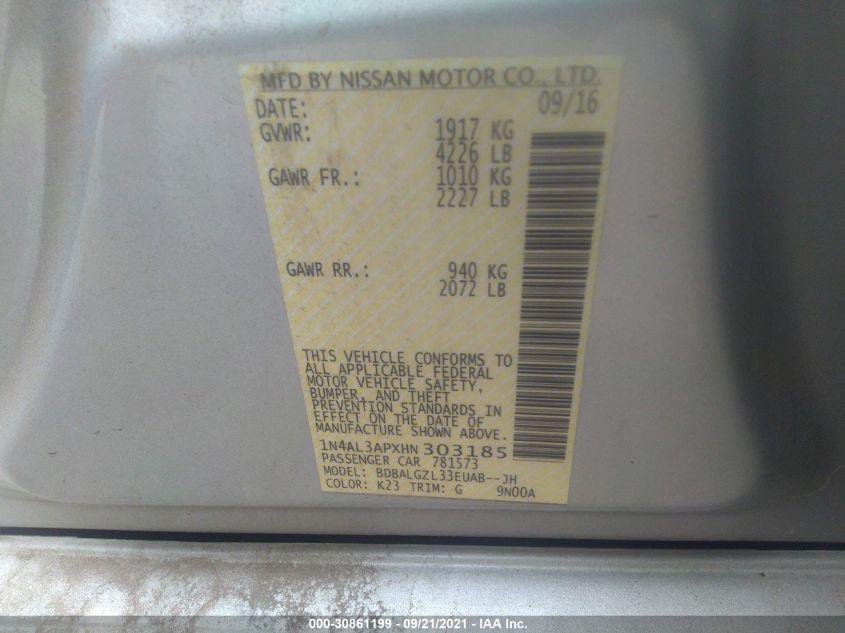 MFD BY NISSAN MOTOR CO., LTD.
DATE: 09/16
GVWR: 1917 KG
4226 LB
GAWR FR.: 1010 KG
2227 LB
GAWR RR.: 940 KG
2072 LB
THIS VEHICLE CONFORMS TO
ALL APPLICABLE FEDERAL
MOTOR VEHICLE SAFETY,
BUMPER, AND THEFT
PREVENTION STANDARDS IN
EFFECT ON THE DATE OF
MANUFACTURE SHOWN ABOVE.
1N4AL3APXHN 303185
PASSENGER CAR 781573
MODEL: BDBALGZL33EUAB--JH
COLOR: K23 TRIM: G 9N00A
000-30861199 - 09/21/2021 - IAA Inc.